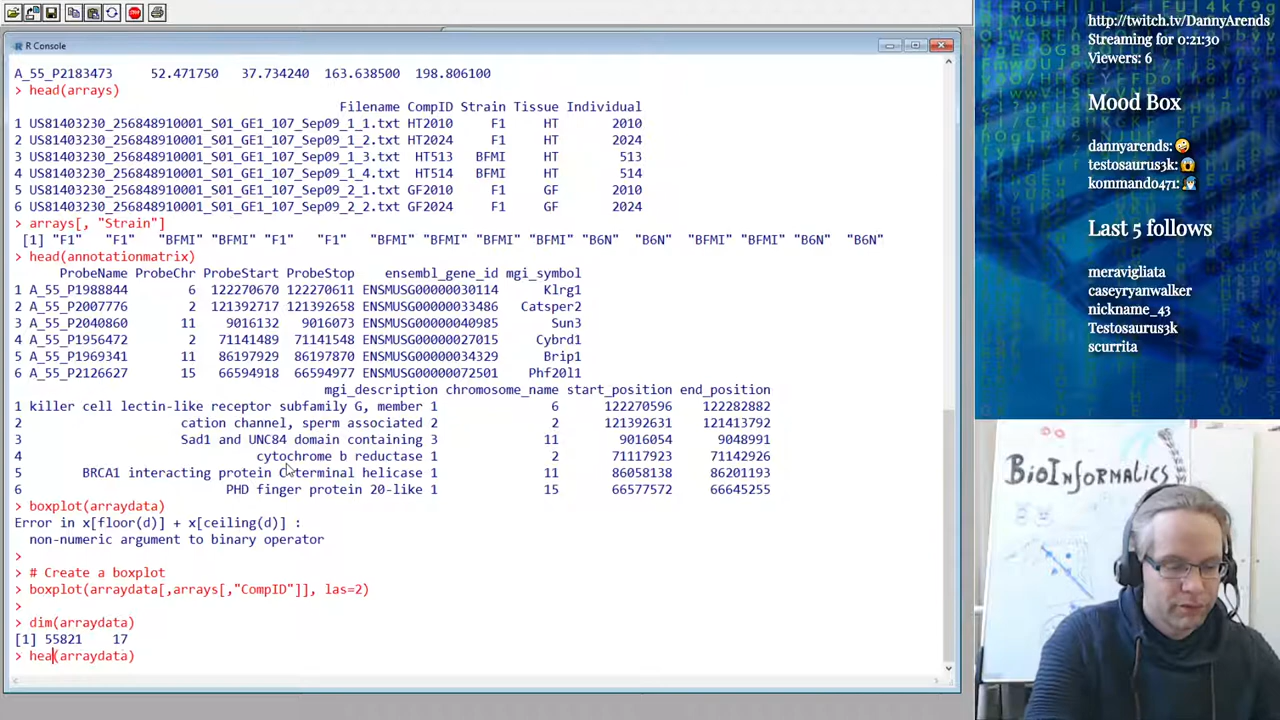 R R Console
A_55_P2183473     52.471750   37.734240  163.638500  198.806100
> head(arrays)
                                      Filename CompID Strain Tissue Individual
1 US81403230_256848910001_S01_GE1_107_Sep09_1_1.txt HT2010     F1     HT       2010
2 US81403230_256848910001_S01_GE1_107_Sep09_1_2.txt HT2024     F1     HT       2024
3 US81403230_256848910001_S01_GE1_107_Sep09_1_3.txt  HT513   BFMI     HT        513
4 US81403230_256848910001_S01_GE1_107_Sep09_1_4.txt  HT514   BFMI     HT        514
5 US81403230_256848910001_S01_GE1_107_Sep09_2_1.txt GF2010     F1     GF       2010
6 US81403230_256848910001_S01_GE1_107_Sep09_2_2.txt GF2024     F1     GF       2024
> arrays[, "Strain"]
 [1] "F1"   "F1"   "BFMI" "BFMI" "F1"   "F1"   "BFMI" "BFMI" "BFMI" "BFMI" "B6N"  "B6N"  "BFMI" "BFMI" "B6N"  "B6N"
> head(annotationmatrix)
      ProbeName ProbeChr ProbeStart ProbeStop    ensembl_gene_id mgi_symbol
1 A_55_P1988844        6  122270670 122270611 ENSMUSG00000030114      Klrg1
2 A_55_P2007776        2  121392717 121392658 ENSMUSG00000033486   Catsper2
3 A_55_P2040860       11    9016132   9016073 ENSMUSG00000040985       Sun3
4 A_55_P1956472        2   71141489  71141548 ENSMUSG00000027015     Cybrd1
5 A_55_P1969341       11   86197929  86197870 ENSMUSG00000034329      Brip1
6 A_55_P2126627       15   66594918  66594977 ENSMUSG00000072501    Phf20l1
                                       mgi_description chromosome_name start_position end_position
1 killer cell lectin-like receptor subfamily G, member 1               6      122270596    122282882
2                     cation channel, sperm associated 2               2      121392631    121413792
3                   Sad1 and UNC84 domain containing 3              11        9016054      9048991
4                               cytochrome b reductase 1               2       71117923     71142926
5        BRCA1 interacting protein C-terminal helicase 1              11       86058138     86201193
6                           PHD finger protein 20-like 1              15       66577572     66645255
> boxplot(arraydata)
Error in x[floor(d)] + x[ceiling(d)] :
  non-numeric argument to binary operator
>
> # Create a boxplot
> boxplot(arraydata[,arrays[,"CompID"]], las=2)
>
> dim(arraydata)
[1] 55821    17
> hea(arraydata)
http://twitch.tv/DannyArends
Streaming for 0:21:30
Viewers: 6
Mood Box
dannyarends: 🤪
testosaurus3k: 😱
kommando471:
Last 5 follows
meravigliata
caseryanwalker
nickname_43
Testosaurus3k
scurrita
BioInformatics